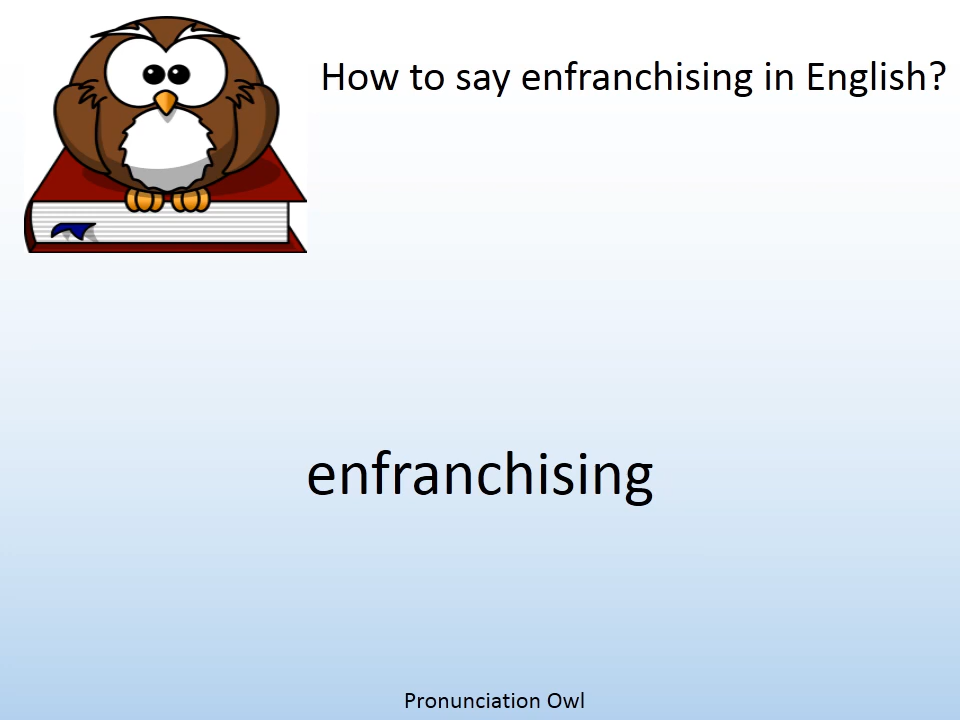 How to say enfranchising in English?
enfranchising
Pronunciation Owl